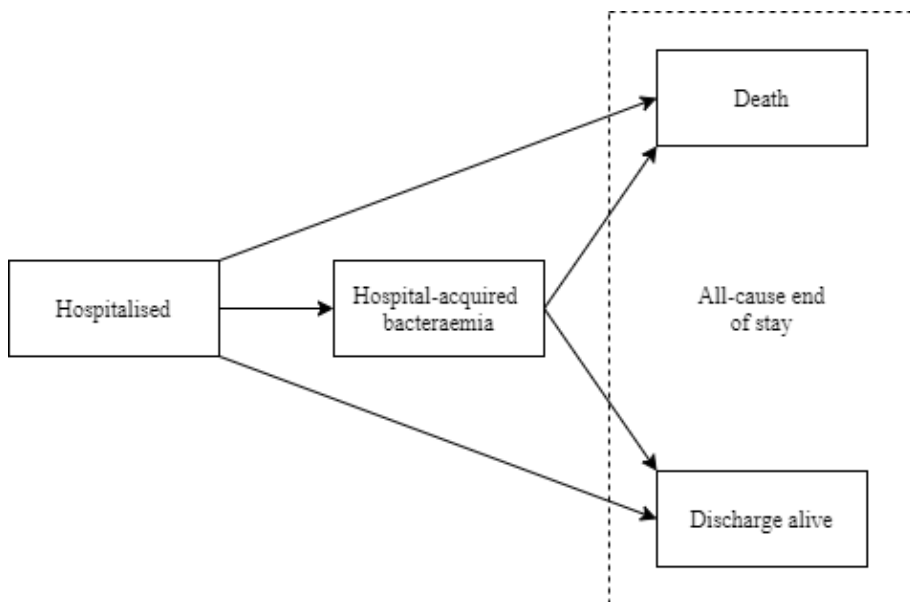 Death
Hospitalised
Hospital-acquired
bacteraemia
All-cause end
of stay
Discharge alive